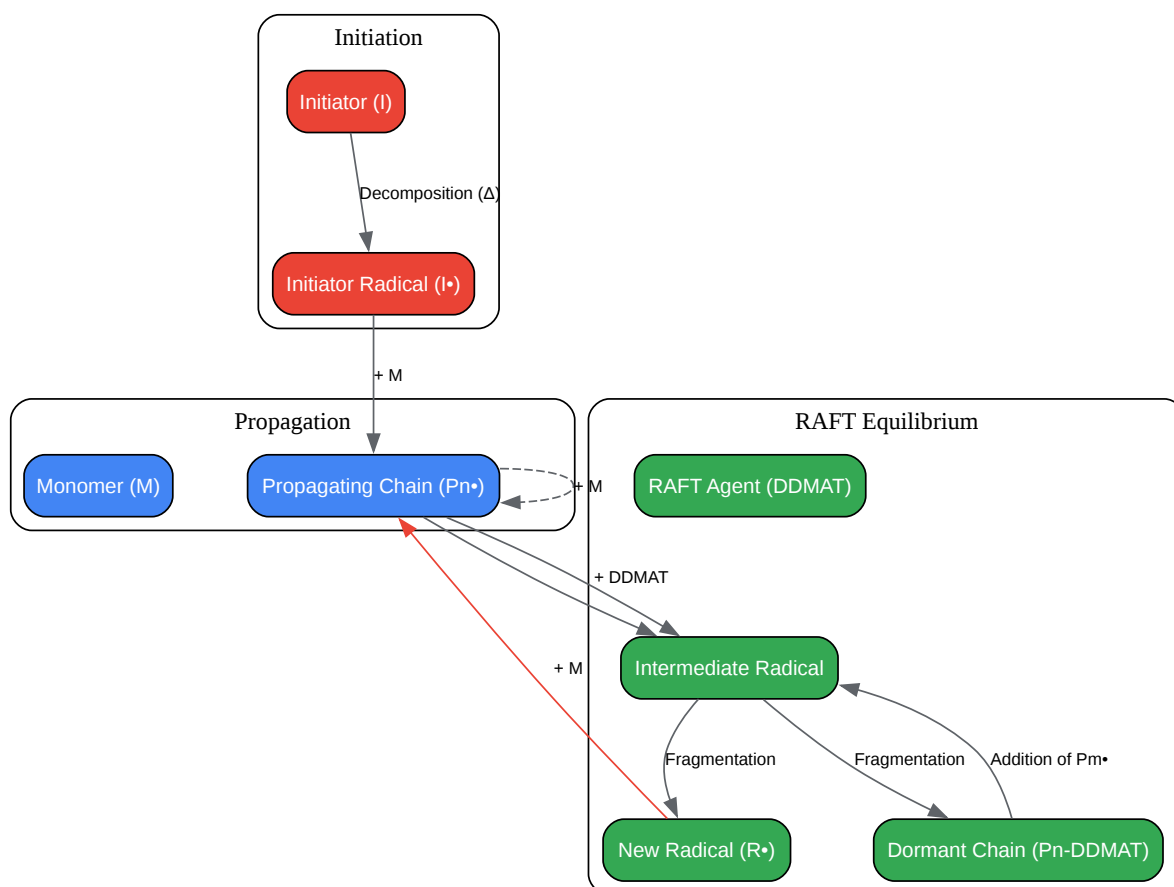 Initiation
Initiator (I)
Decomposition (Δ)
Initiator Radical (I•)
+ M
Propagation
Monomer (M)
Propagating Chain (Pn•)
+ M
RAFT Equilibrium
RAFT Agent (DDMAT)
+ DDMAT
+ M
Intermediate Radical
Fragmentation
Fragmentation
Addition of Pm•
New Radical (R•)
Dormant Chain (Pn-DDMAT)